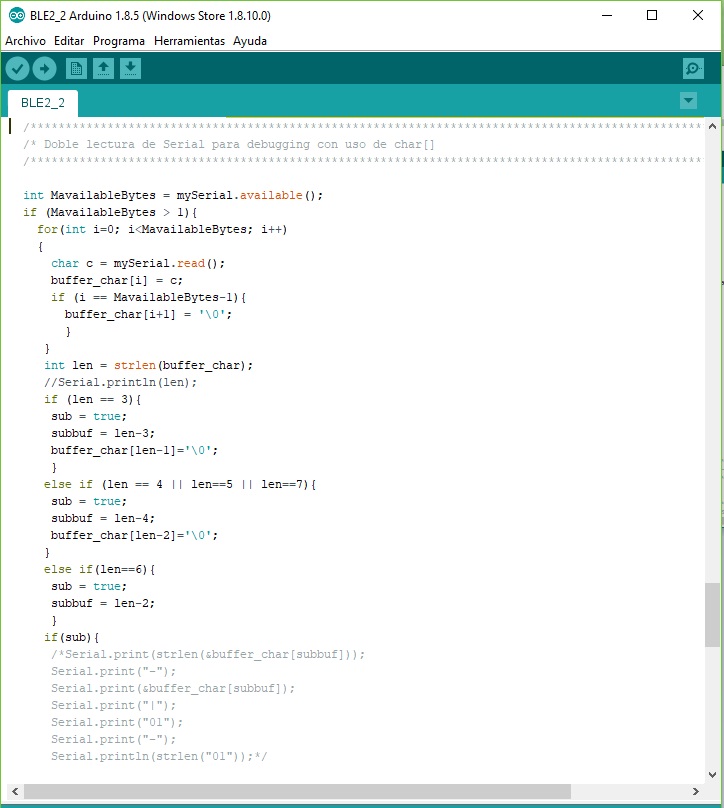 BLE2_2 Arduino 1.8.5 (Windows Store 1.8.10.0)
Archivo Editar Programa Herramientas Ayuda
BLE2_2
/************************************************************************************************
/* Doble lectura de Serial para debugging con uso de char[]
/************************************************************************************************
int MavailableBytes = mySerial.available();
if (MavailableBytes > 1){
for(int i=0; i<MavailableBytes; i++)
{
char c = mySerial.read();
buffer_char[i] = c;
if (i == MavailableBytes-1){
buffer_char[i+1] = '\0';
}
}
int len = strlen(buffer_char);
//Serial.println(len);
if (len == 3){
sub = true;
subbuf = len-3;
buffer_char[len-1]='\0';
}
else if (len == 4 || len==5 || len==7){
sub = true;
subbuf = len-4;
buffer_char[len-2]='\0';
}
else if(len==6){
sub = true;
subbuf = len-2;
}
if(sub){
/*Serial.print(strlen(&buffer_char[subbuf]));
Serial.print("-");
Serial.print(&buffer_char[subbuf]);
Serial.print("|");
Serial.print("01");
Serial.print("-");
Serial.println(strlen("01"));*/